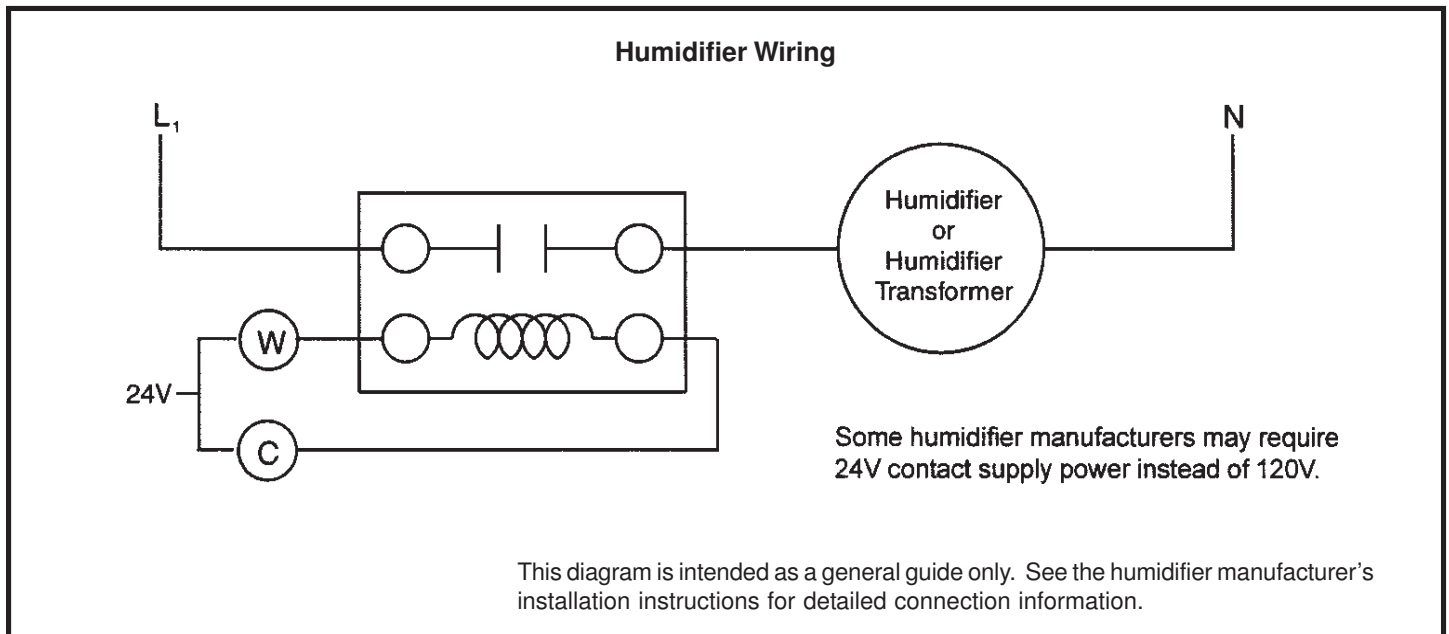 Humidifier Wiring
L1
N
Humidifier
or
Humidifier
Transformer
W
24V
C
Some humidifier manufacturers may require
24V contact supply power instead of 120V.
This diagram is intended as a general guide only. See the humidifier manufacturer's
installation instructions for detailed connection information.